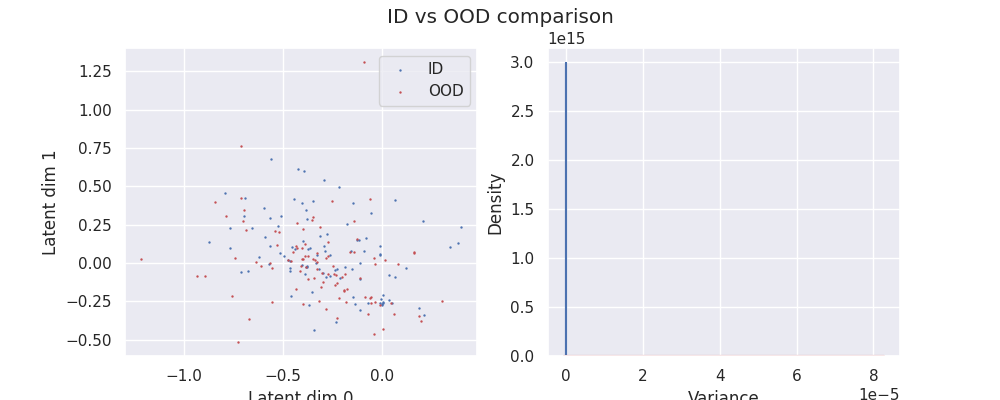 ID vs OOD comparison
1e15
ID
OOD
1.25
1.00
0.75
0.50
0.25
0.00
−0.25
−0.50
Latent dim 1
−1.0
−0.5
0.0
Latent dim 0
3.0
2.5
2.0
1.5
1.0
0.5
0.0
Density
0
2
4
6
8
1e−5
Variance